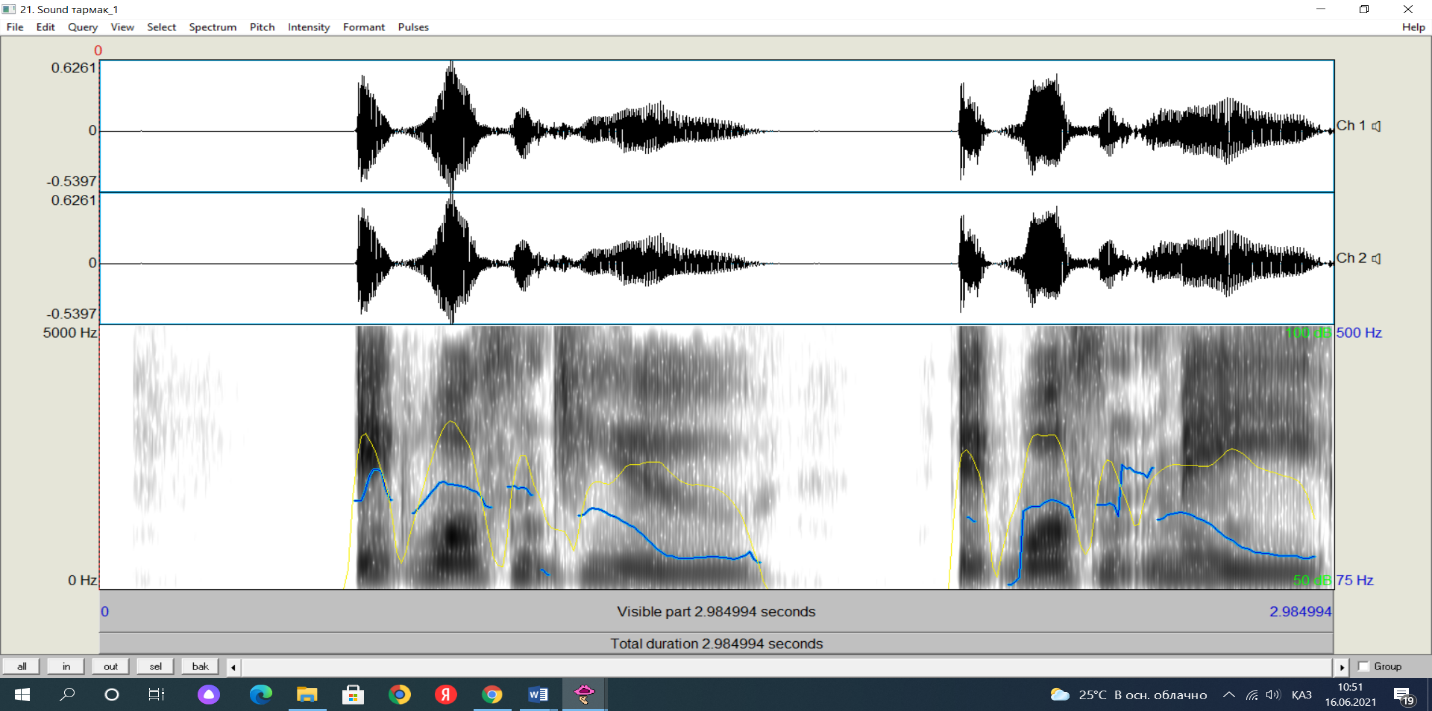 21. Sound тармак_1
File Edit Query View Select Spectrum Pitch Intensity Formant Pulses Help
0
0.6261
0
-0.5397
Ch 1
0.6261
0
-0.5397
Ch 2
5000 Hz 100 dB 500 Hz
0 Hz 50 dB 75 Hz
0 Visible part 2.984994 seconds 2.984994
Total duration 2.984994 seconds
all in out sel bak Group
25°C В осн. облачно ҚАЗ 10:51
16.06.2021 19